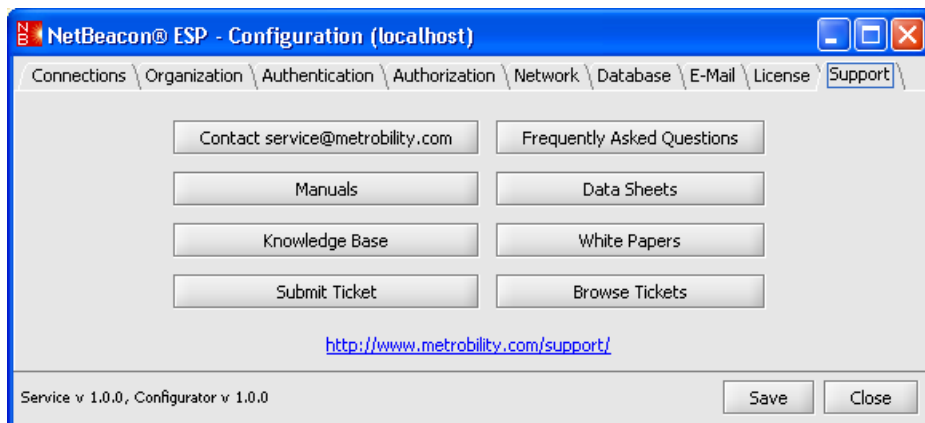 NB NetBeacon® ESP - Configuration (localhost)
Connections Organization Authentication Authorization Network Database E-Mail License Support
Contact service@metrobility.com Frequently Asked Questions
Manuals Data Sheets
Knowledge Base White Papers
Submit Ticket Browse Tickets
http://www.metrobility.com/support/
Service v 1.0.0, Configurator v 1.0.0 Save Close